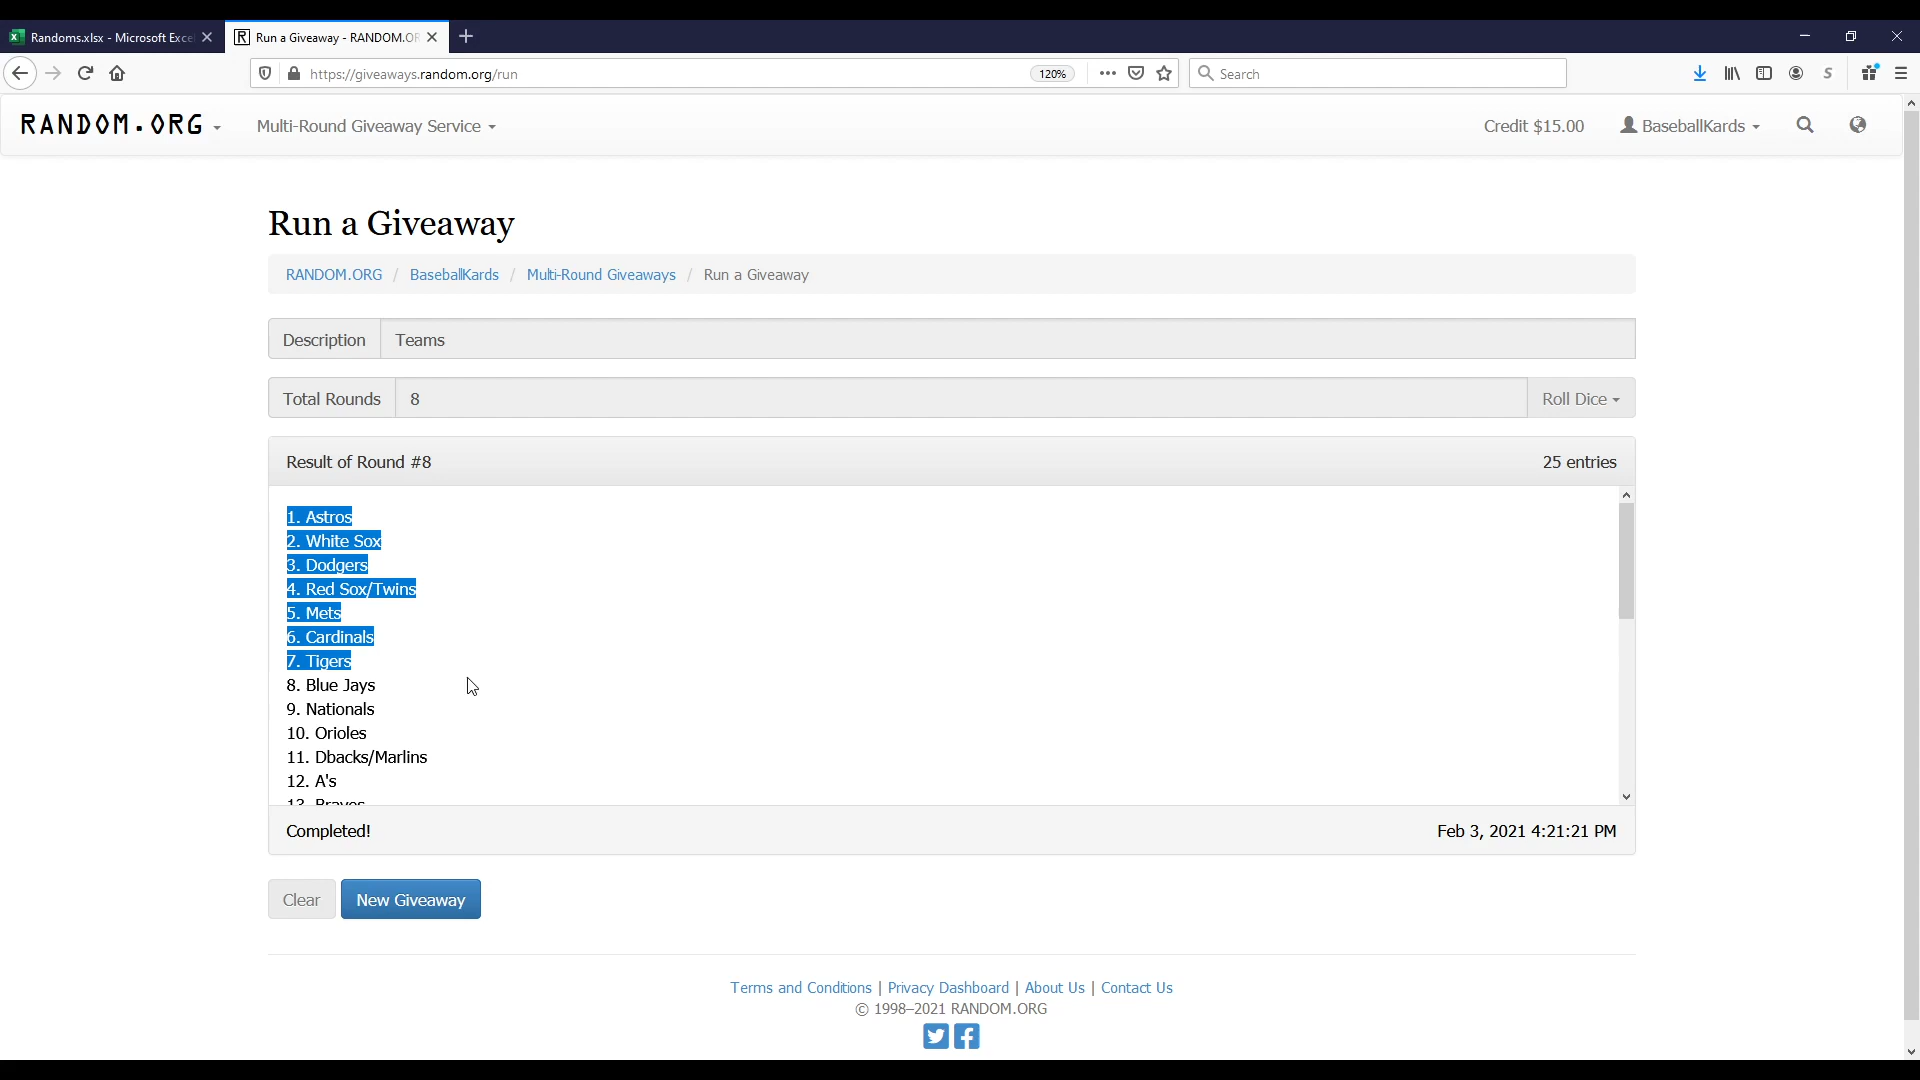 Randoms.xlsx - Microsoft Exce
Run a Giveaway - RANDOM.OR
https://giveaways.random.org/run
120%
Search
RANDOM.ORG
Multi-Round Giveaway Service
Credit $15.00
BaseballKards
Run a Giveaway
RANDOM.ORG / BaseballKards / Multi-Round Giveaways / Run a Giveaway
Description Teams
Total Rounds 8 Roll Dice
Result of Round #8 25 entries
1. Astros
2. White Sox
3. Dodgers
4. Red Sox/Twins
5. Mets
6. Cardinals
7. Tigers
8. Blue Jays
9. Nationals
10. Orioles
11. Dbacks/Marlins
12. A's
13. Braves
Completed! Feb 3, 2021 4:21:21 PM
Clear New Giveaway
Terms and Conditions | Privacy Dashboard | About Us | Contact Us
© 1998–2021 RANDOM.ORG